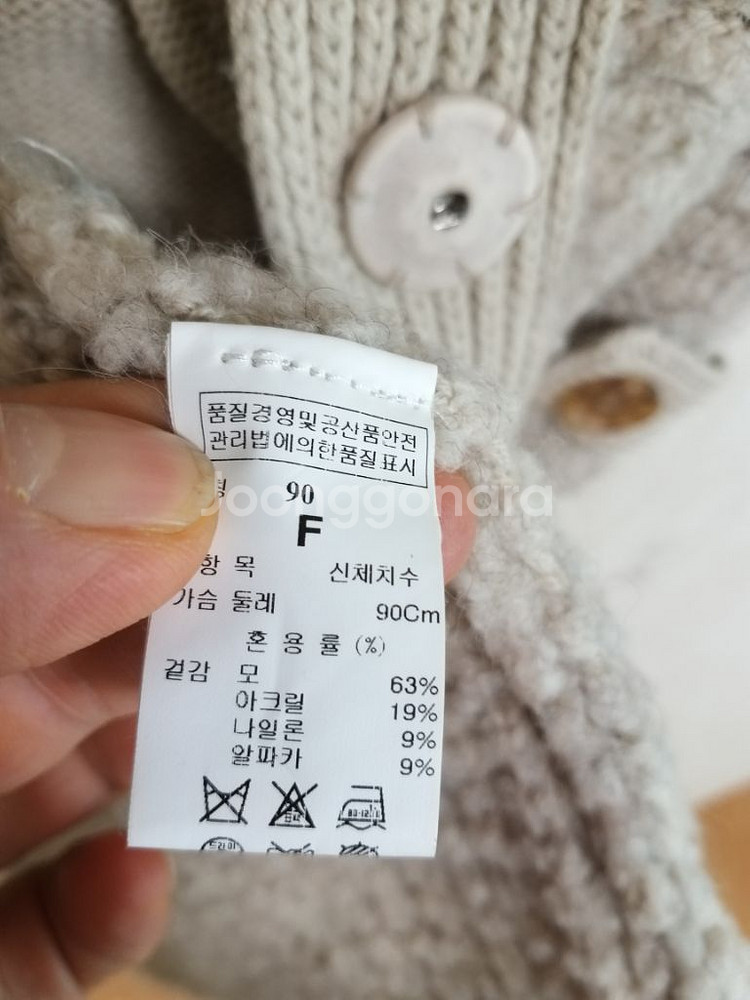 품질경영및공산품안전
관리법에의한품질표시
90
F
항 목 신체치수
가슴 둘레 90Cm
혼 용 률 (%)
겉감 모 63%
아크릴 19%
나일론 9%
알파카 9%
Joonggonara